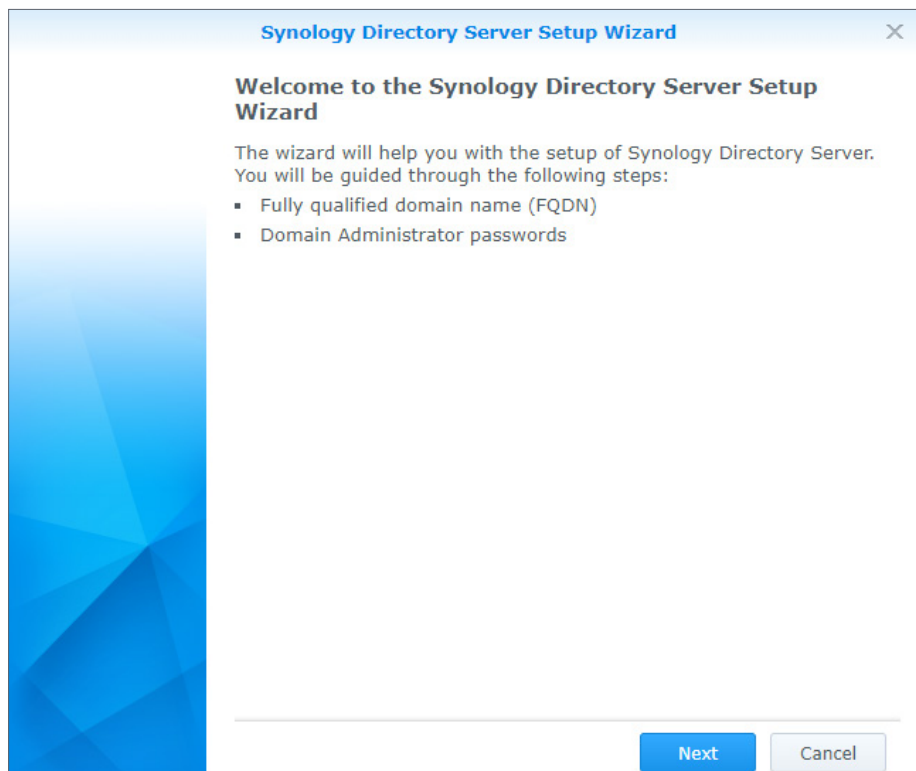 Synology Directory Server Setup Wizard
Welcome to the Synology Directory Server Setup
Wizard
The wizard will help you with the setup of Synology Directory Server.
You will be guided through the following steps:
▪ Fully qualified domain name (FQDN)
▪ Domain Administrator passwords
Next
Cancel